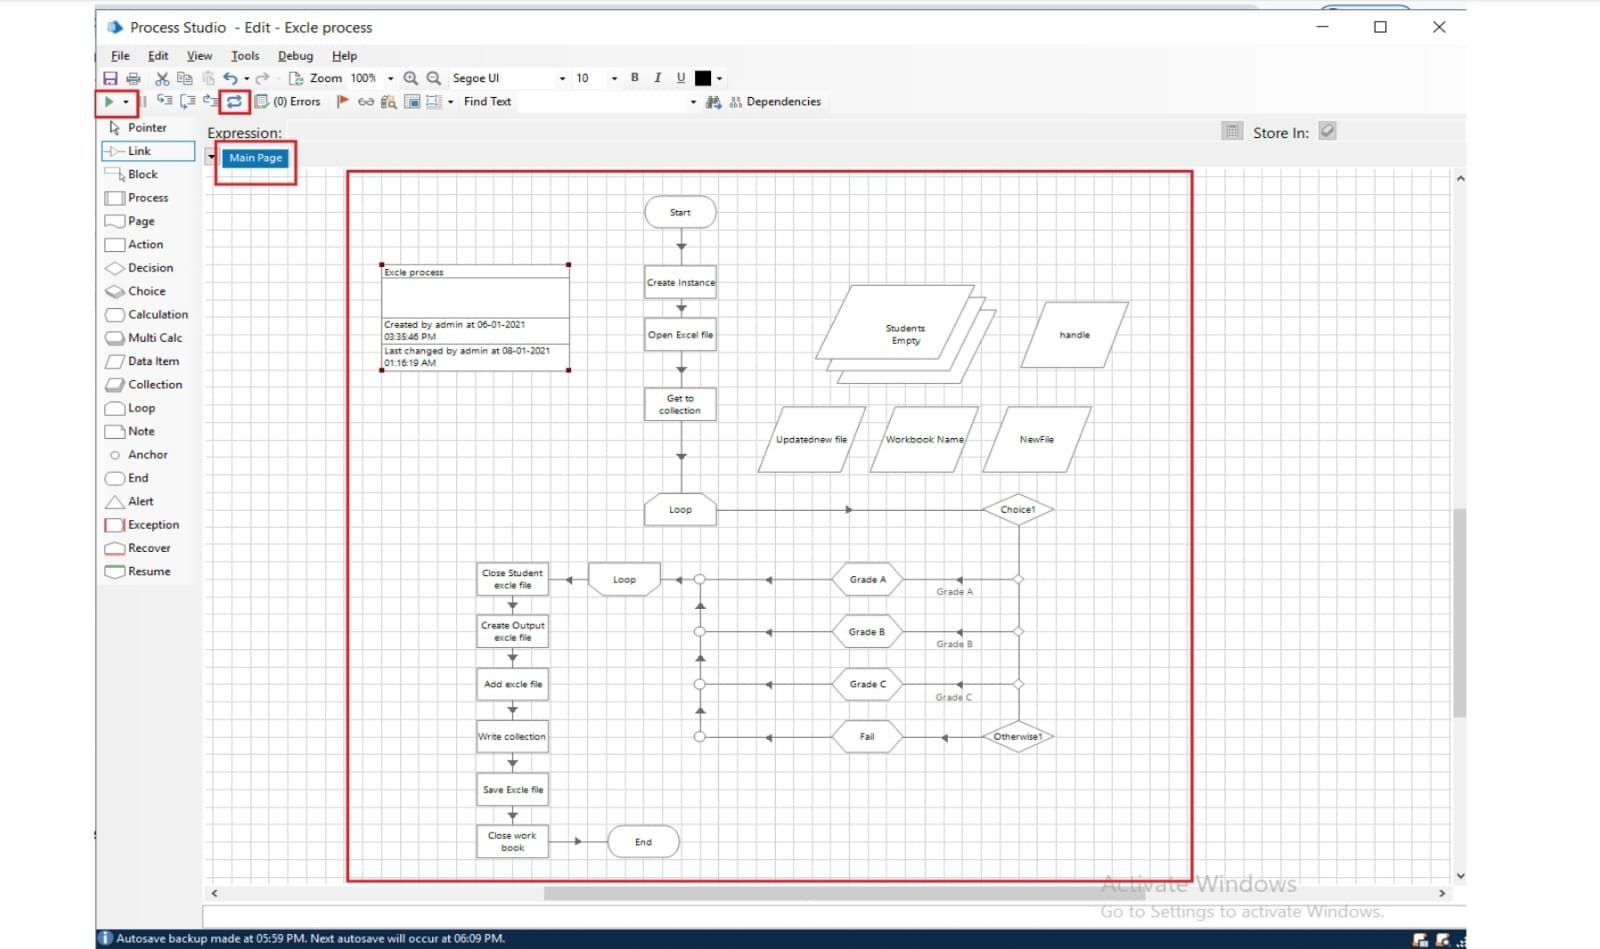 Process Studio - Edit - Excle process
File Edit View Tools Debug Help
Zoom 100% Segoe UI 10 B I U
(0) Errors Find Text Dependencies
Pointer
Link
Block
Process
Page
Action
Decision
Choice
Calculation
Multi Calc
Data Item
Collection
Loop
Note
Anchor
End
Alert
Exception
Recover
Resume
Expression: Store In:
Main Page
Start
Excle process
Created by admin at 06-01-2021
03:35:46 PM
Last changed by admin at 08-01-2021
01:16:19 AM
Create Instance
Open Excel file
Get to
collection
Students
Empty
handle
Updatednew file
Workbook Name
NewFile
Loop
Choice1
Close Student
excle file
Loop
Grade A
Grade A
Create Output
excle file
Grade B
Grade B
Add excle file
Grade C
Grade C
Write collection
Fail
Otherwise1
Save Excle file
Close work
book
End
Activate Windows
Go to Settings to activate Windows.
Autosave backup made at 05:59 PM. Next autosave will occur at 06:09 PM.